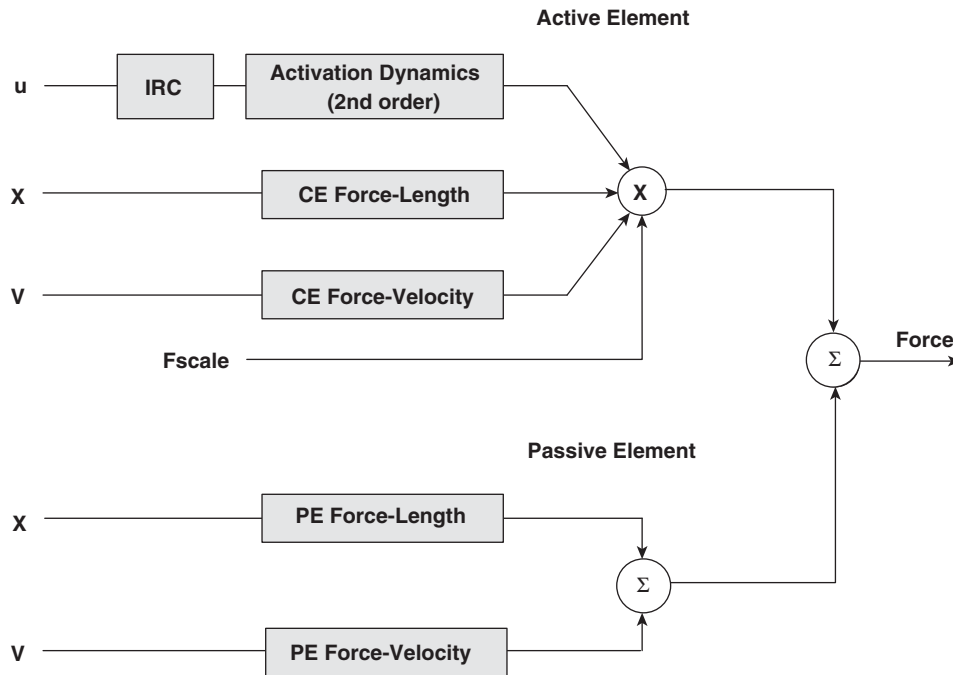 Active Element
u
IRC
Activation Dynamics
(2nd order)
X
CE Force-Length
X
V
CE Force-Velocity
Fscale
Σ
Force
Passive Element
X
PE Force-Length
Σ
V
PE Force-Velocity